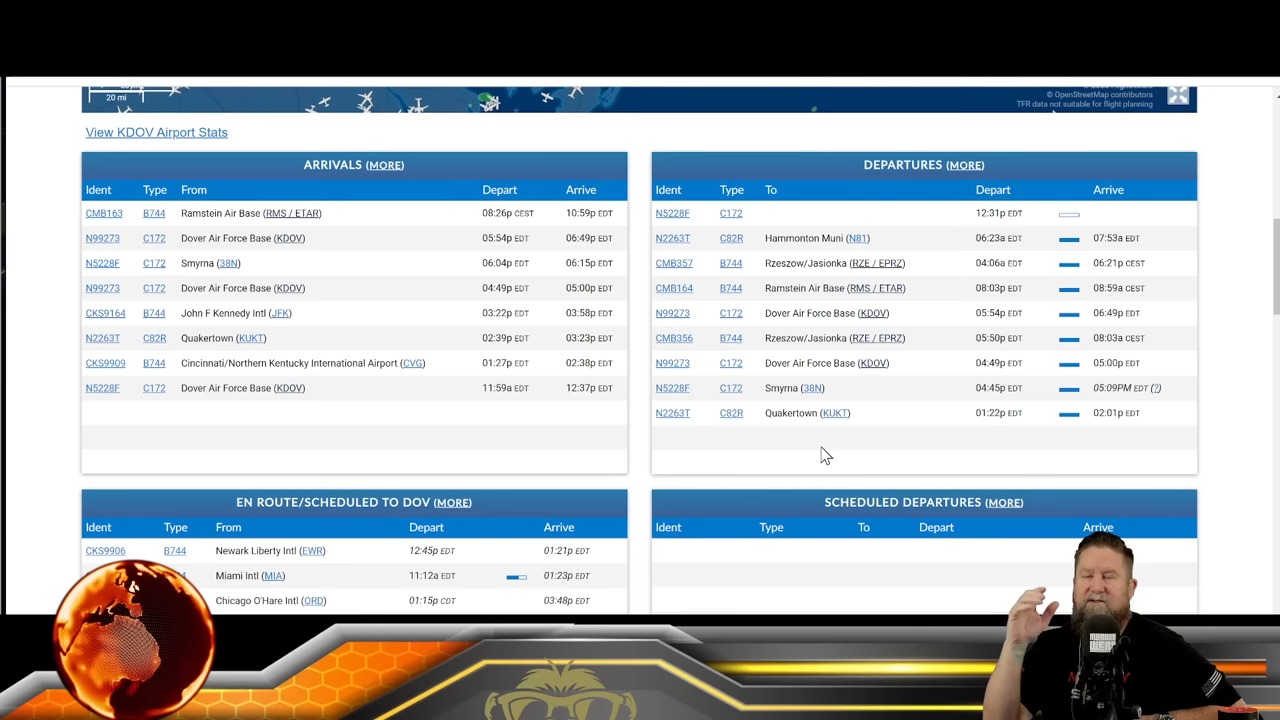 20 mi
© OpenStreetMap contributors
TFR data not suitable for flight planning
View KDOV Airport Stats
ARRIVALS (MORE)
Ident Type From Depart Arrive
CMB163 B744 Ramstein Air Base (RMS / ETAR) 08:26p CEST 10:59p EDT
N99273 C172 Dover Air Force Base (KDOV) 05:54p EDT 06:49p EDT
N5228F C172 Smyrna (38N) 06:04p EDT 06:15p EDT
N99273 C172 Dover Air Force Base (KDOV) 04:49p EDT 05:00p EDT
CKS9164 B744 John F Kennedy Intl (JFK) 03:22p EDT 03:58p EDT
N2263T C82R Quakertown (KUKT) 02:39p EDT 03:23p EDT
CKS9909 B744 Cincinnati/Northern Kentucky International Airport (CVG) 01:27p EDT 02:38p EDT
N5228F C172 Dover Air Force Base (KDOV) 11:59a EDT 12:37p EDT
DEPARTURES (MORE)
Ident Type To Depart Arrive
N5228F C172 12:31p EDT
N2263T C82R Hammonton Muni (N81) 06:23a EDT 07:53a EDT
CMB357 B744 Rzeszow/Jasionka (RZE / EPRZ) 04:06a EDT 06:21p CEST
CMB164 B744 Ramstein Air Base (RMS / ETAR) 08:03p EDT 08:59a CEST
N99273 C172 Dover Air Force Base (KDOV) 05:54p EDT 06:49p EDT
CMB356 B744 Rzeszow/Jasionka (RZE / EPRZ) 05:50p EDT 08:03a CEST
N99273 C172 Dover Air Force Base (KDOV) 04:49p EDT 05:00p EDT
N5228F C172 Smyrna (38N) 04:45p EDT 05:09PM EDT (?)
N2263T C82R Quakertown (KUKT) 01:22p EDT 02:01p EDT
EN ROUTE/SCHEDULED TO DOV (MORE)
Ident Type From Depart Arrive
CKS9906 B744 Newark Liberty Intl (EWR) 12:45p EDT 01:21p EDT
Miami Intl (MIA) 11:12a EDT 01:23p EDT
Chicago O'Hare Intl (ORD) 01:15p CDT 03:48p EDT
SCHEDULED DEPARTURES (MORE)
Ident Type To Depart Arrive